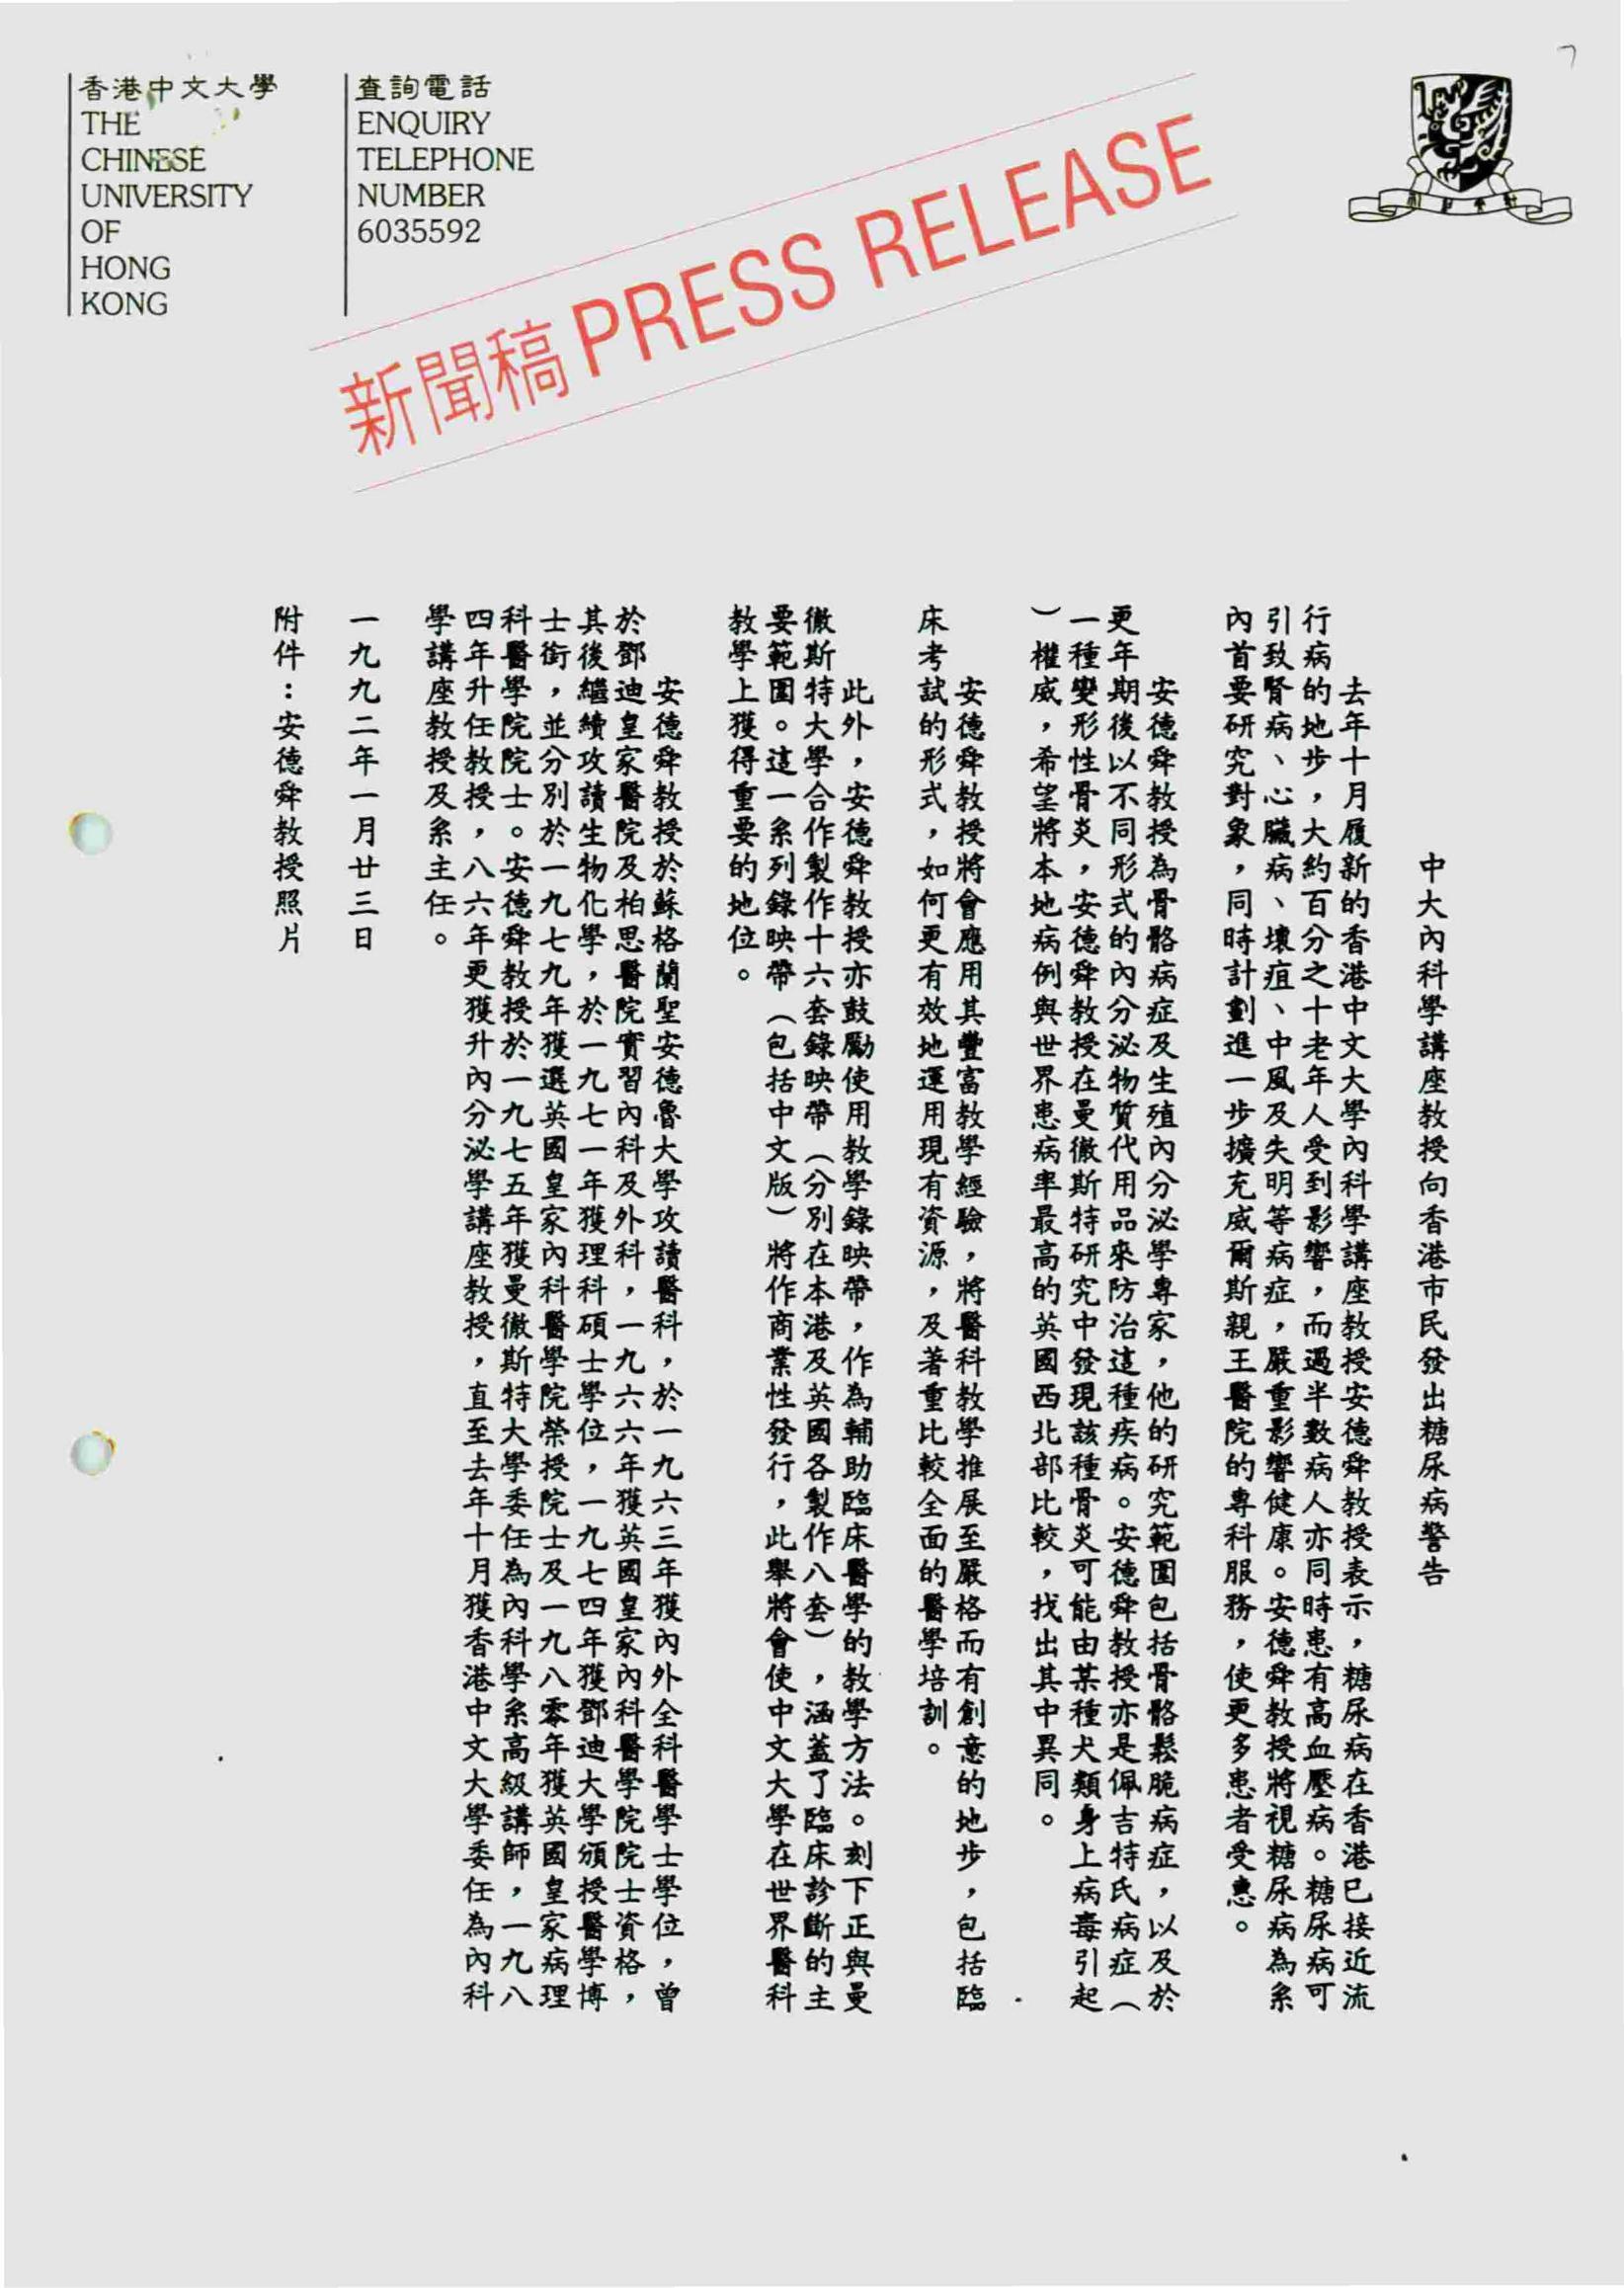 香港中文大學
THE
CHINESE
UNIVERSITY
OF
HONG
KONG
查詢電話
ENQUIRY
TELEPHONE
NUMBER
6035592
新聞稿 PRESS RELEASE
7
中大內科學講座教授向香港市民發出糖尿病警告
去年十月履新的香港中文大學內科學講座教授安德舜教授表示，糖尿病在香港已接近流
行病的地步，大約百分之十老年人受到影響，而過半數病人亦同時患有高血壓病。糖尿病可
引致腎病、心臟病、壞疽、中風及失明等病症，嚴重影響健康。安德舜教授將視糖尿病為系
內首要研究對象，同時計劃進一步擴充威爾斯親王醫院的專科服務，使更多患者受惠。
安德舜教授為骨骼病症及生殖內分泌學專家，他的研究範圍包括骨骼鬆脆病症，以及於
更年期後以不同形式的內分泌物質代用品來防治這種疾病。安德舜教授亦是佩吉特氏病症（
一種變形性骨炎，安德舜教授在曼徹斯特研究中發現該種骨炎可能由某種犬類身上病毒引起
）權威，希望將本地病例與世界患病率最高的英國西北部比較，找出其中異同。
安德舜教授將會應用其豐富教學經驗，將醫科教學推展至嚴格而有創意的地步，包括臨
床考試的形式，如何更有效地運用現有資源，及著重比較全面的醫學培訓。
此外，安德舜教授亦鼓勵使用教學錄映帶，作為輔助臨床醫學的教學方法。刻下正與曼
徹斯特大學合作製作十六套錄映帶（分別在本港及英國各製作八套），涵蓋了臨床診斷的主
要範圍。這一系列錄映帶（包括中文版）將作商業性發行，此舉將會使中文大學在世界醫科
教學上獲得重要的地位。
安德舜教授於蘇格蘭聖安德魯大學攻讀醫科，於一九六三年獲內外全科醫學士學位，曾
於鄧迪皇家醫院及柏思醫院實習內科及外科，一九六六年獲英國皇家內科醫學院院士資格，
其後繼續攻讀生物化學，於一九七一年獲理科碩士學位，一九七四年獲鄧迪大學頒授醫學博
士銜，並分別於一九七九年獲選英國皇家內科醫學院榮授院士及一九八零年獲英國皇家病理
科醫學院院士。安德舜教授於一九七五年獲曼徹斯特大學委任為內科學系高級講師，一九八
四年升任教授，八六年更獲升內分泌學講座教授，直至去年十月獲香港中文大學委任為內科
學講座教授及系主任。
一九九二年一月廿三日
附件：安德舜教授照片